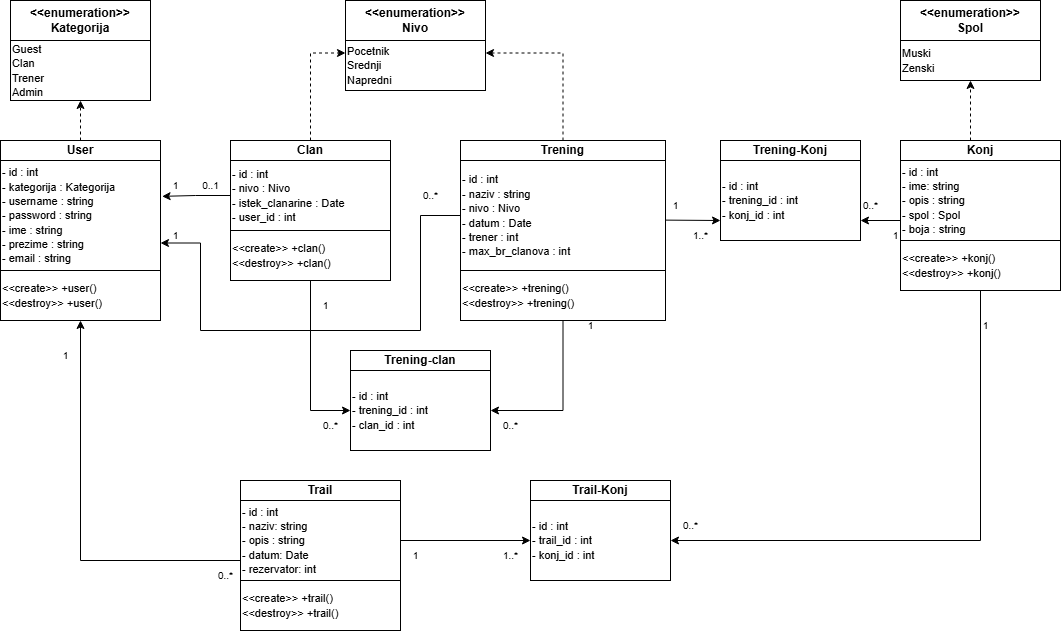 <<enumeration>>
Kategorija
Guest
Clan
Trener
Admin
<<enumeration>>
Nivo
Pocetnik
Srednji
Napredni
<<enumeration>>
Spol
Muski
Zenski
User
- id : int
- kategorija : Kategorija
- username : string
- password : string
- ime : string
- prezime : string
- email : string
<<create>> +user()
<<destroy>> +user()
1
0..1
1
Clan
- id : int
- nivo : Nivo
- istek_clanarine : Date
- user_id : int
<<create>> +clan()
<<destroy>> +clan()
0..*
Trening
- id : int
- naziv : string
- nivo : Nivo
- datum : Date
- trener : int
- max_br_clanova : int
<<create>> +trening()
<<destroy>> +trening()
1
1..*
Trening-Konj
- id : int
- trening_id : int
- konj_id : int
0..*
1
Konj
- id : int
- ime: string
- opis : string
- spol : Spol
- boja : string
<<create>> +konj()
<<destroy>> +konj()
1
1
1
1
Trening-clan
- id : int
- trening_id : int
- clan_id : int
0..*
0..*
Trail
- id : int
- naziv: string
- opis : string
- datum: Date
- rezervator: int
<<create>> +trail()
<<destroy>> +trail()
0..*
1
1..*
Trail-Konj
- id : int
- trail_id : int
- konj_id : int
0..*